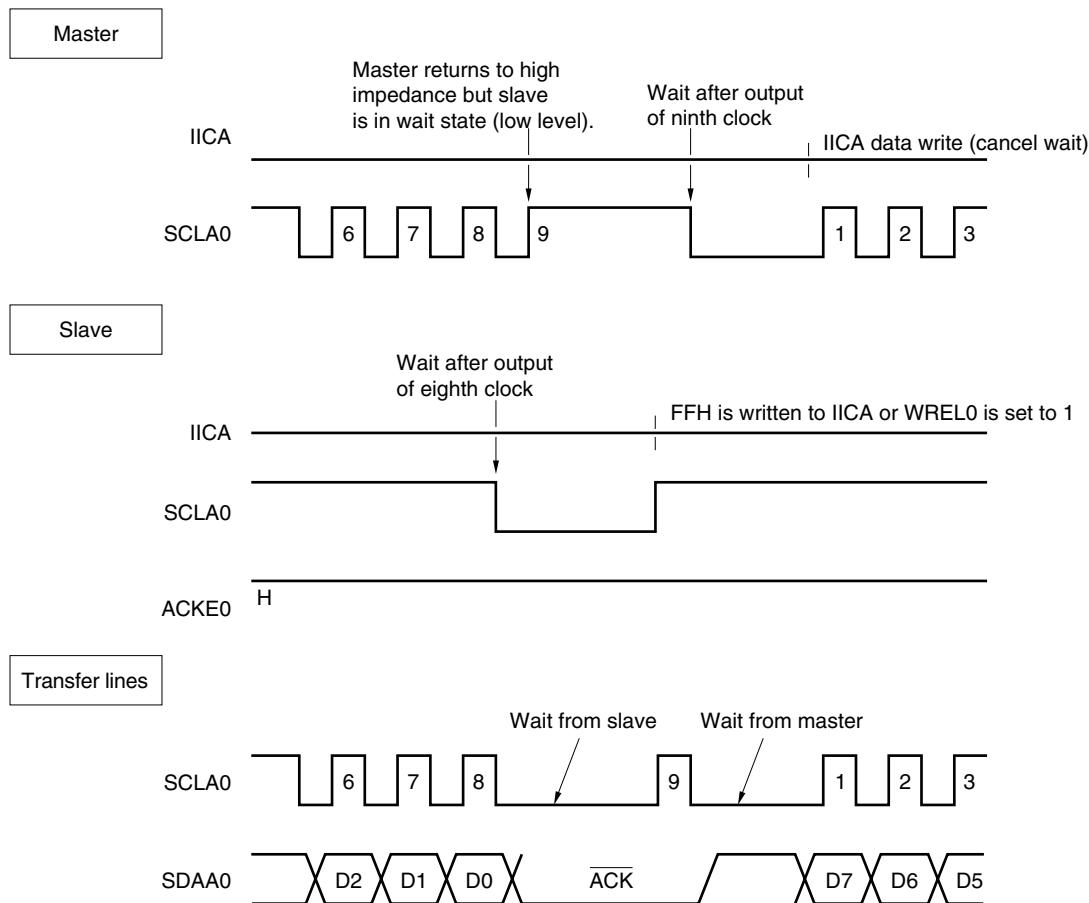 Master
Master returns to high
impedance but slave
is in wait state (low level).
Wait after output
of ninth clock
IICA
IICA data write (cancel wait)
SCLA0
6 7 8 9 1 2 3
Slave
Wait after output
of eighth clock
FFH is written to IICA or WREL0 is set to 1
IICA
SCLA0
H
ACKE0
Transfer lines
Wait from slave Wait from master
SCLA0 6 7 8 9 1 2 3
SDAA0 D2 D1 D0 ACK D7 D6 D5